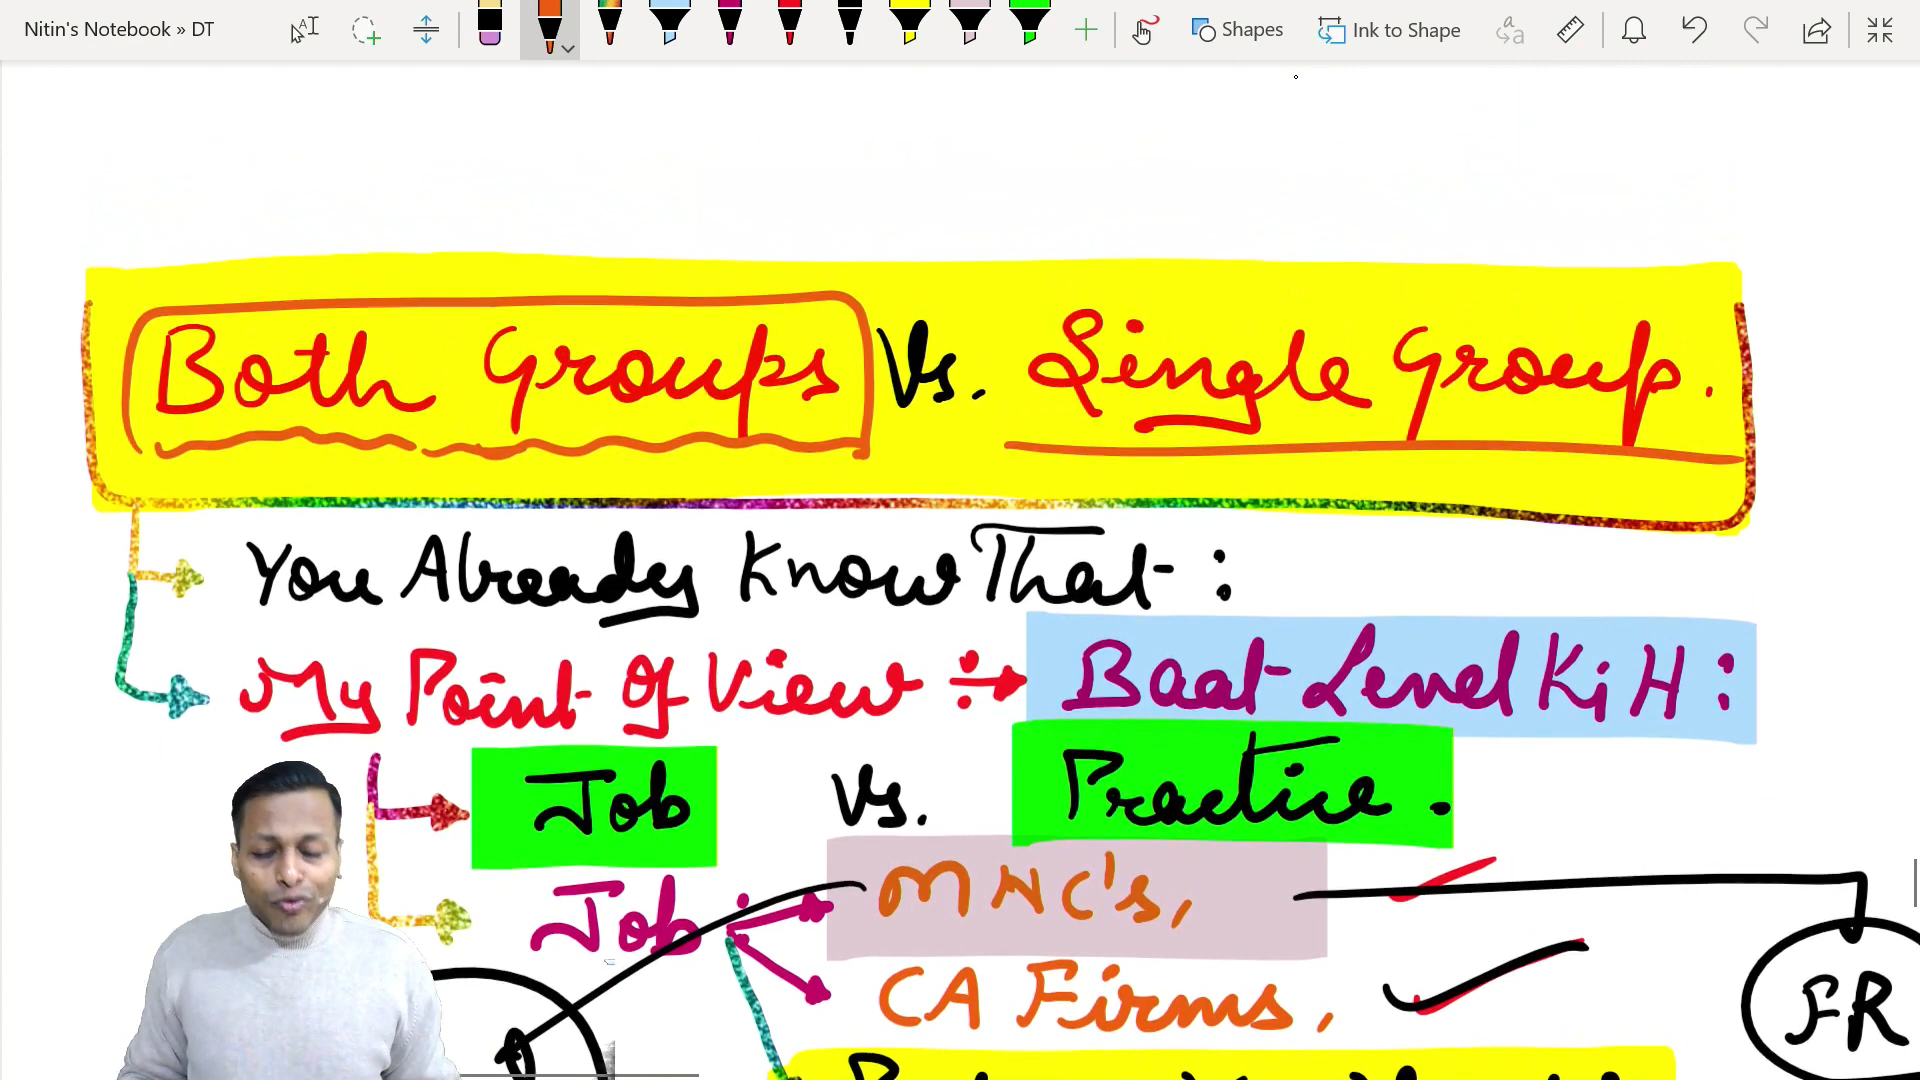 Nitin's Notebook » DT
Shapes
Ink to Shape
Both Groups Vs. Single Group.
You Already Know That :
My Point Of View ÷→ Baat Level Ki H :
Job Vs. Practice.
Job : MNC's,
CA Firms,
FR